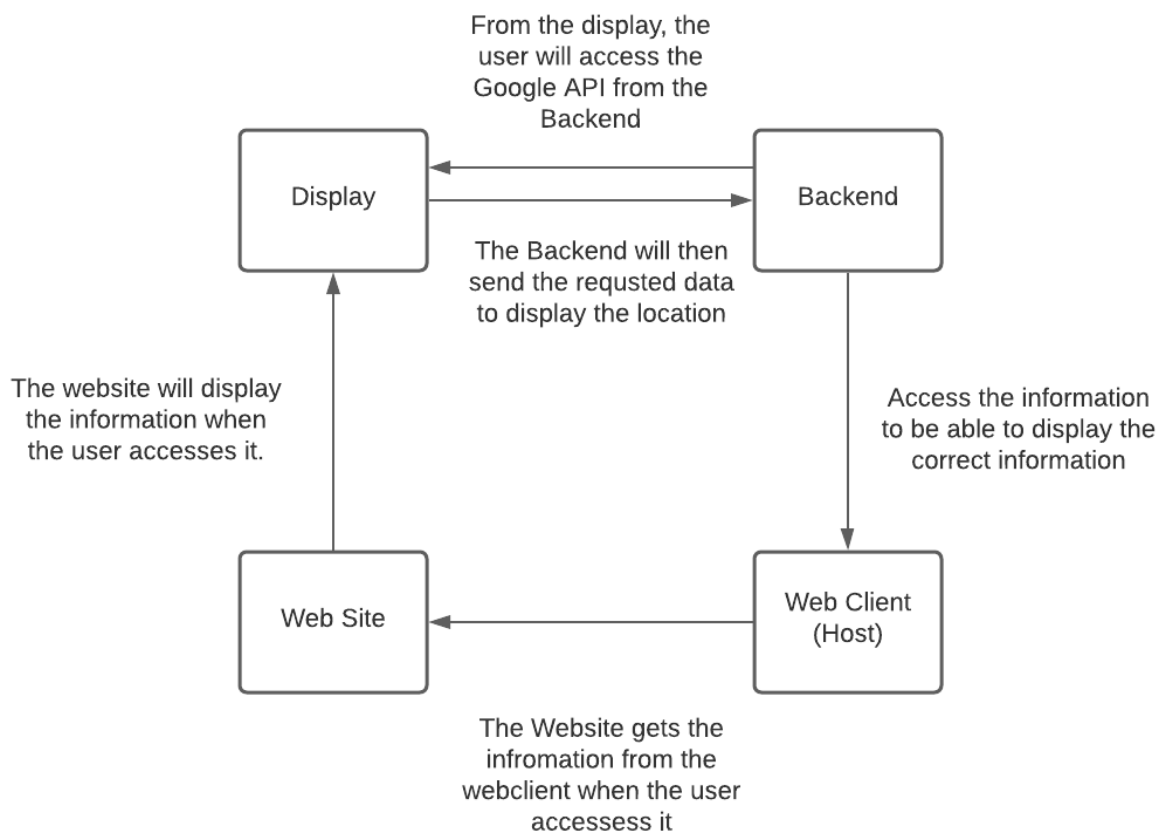 From the display, the
user will access the
Google API from the
Backend
Display
Backend
The Backend will then
send the requsted data
to display the location
The website will display
the information when
the user accesses it.
Access the information
to be able to display the
correct information
Web Site
Web Client
(Host)
The Website gets the
infromation from the
webclient when the user
accessess it